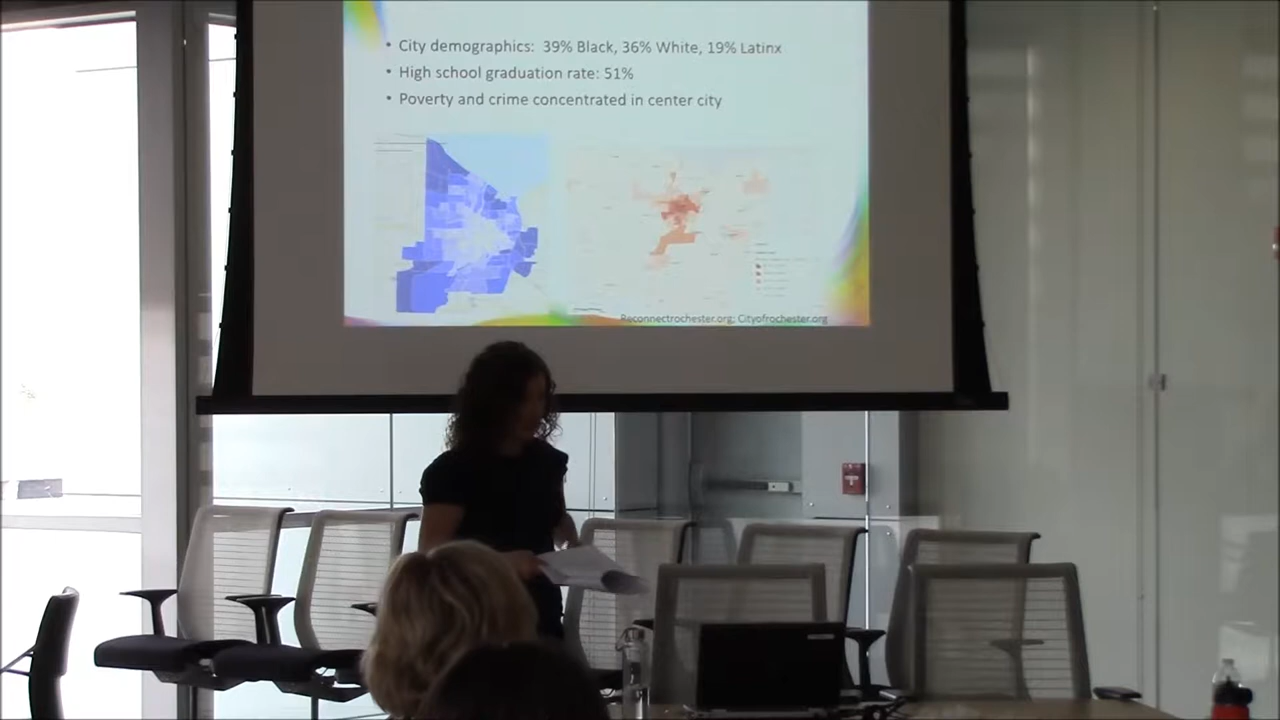 • City demographics: 39% Black, 36% White, 19% Latinx
• High school graduation rate: 51%
• Poverty and crime concentrated in center city
Reconnectrochester.org; Cityofrochester.org